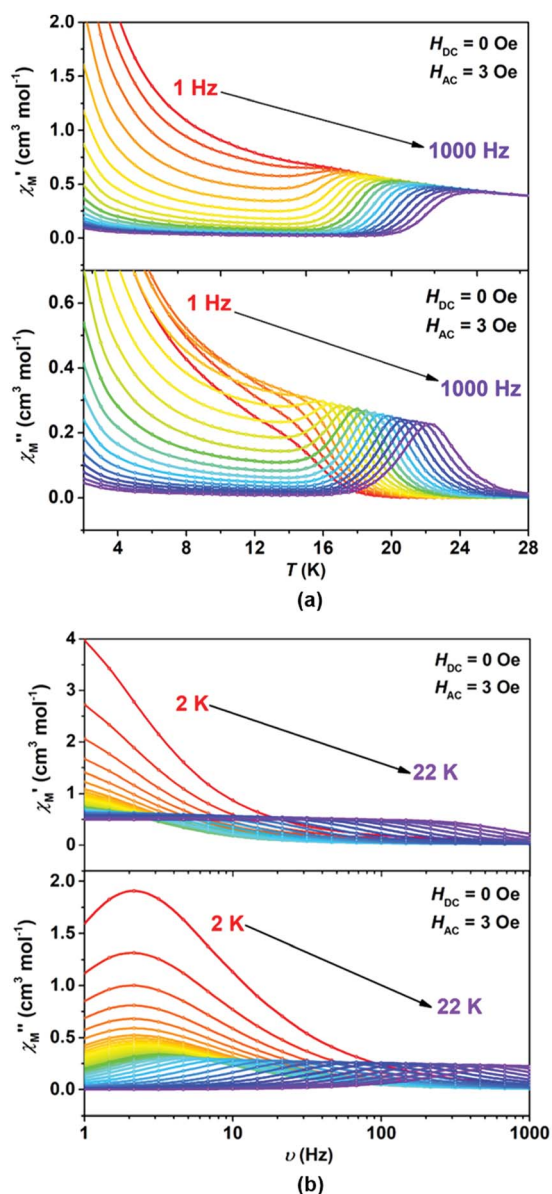 2.0
1.5
1.0
0.5
0.0
χM' (cm³ mol⁻¹)
HDC = 0 Oe
HAC = 3 Oe
1 Hz
1000 Hz
0.6
0.4
0.2
0.0
χM'' (cm³ mol⁻¹)
HDC = 0 Oe
HAC = 3 Oe
1 Hz
1000 Hz
4 8 12 16 20 24 28
T (K)
(a)
4
3
2
1
0
χM' (cm³ mol⁻¹)
HDC = 0 Oe
HAC = 3 Oe
2 K
22 K
2.0
1.5
1.0
0.5
0.0
χM'' (cm³ mol⁻¹)
HDC = 0 Oe
HAC = 3 Oe
2 K
22 K
1 10 100 1000
υ (Hz)
(b)